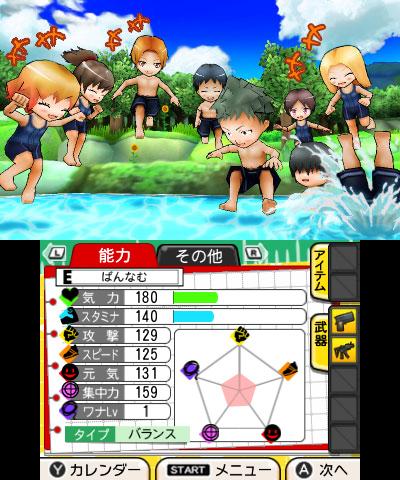 L 能力 その他 R
アイテム
E ばんなむ
気力 180
スタミナ 140
攻撃 129
スピード 125
元気 131
集中力 159
ワナLv 1
タイプ バランス
武器
Y カレンダー START メニュー A 次へ